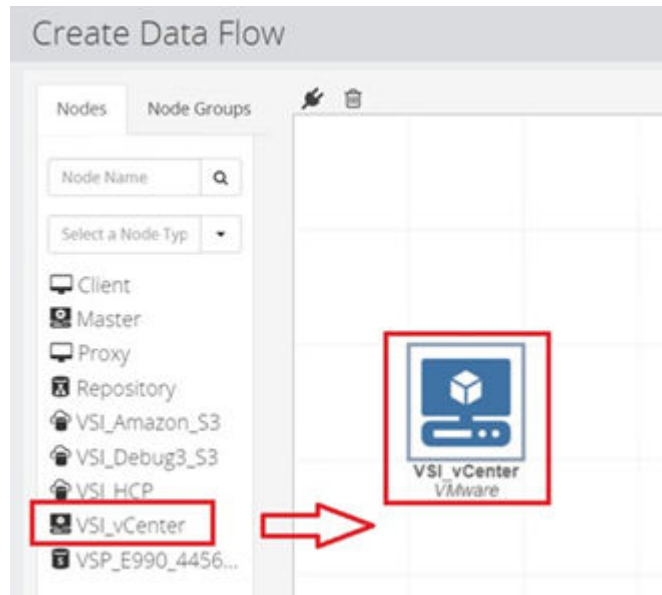 Create Data Flow
Nodes
Node Groups
Node Name
Select a Node Typ
Client
Master
Proxy
Repository
VSI_Amazon_S3
VSI_Debug3_S3
VSI_HCP
VSI_vCenter
VSP_E990_4456...
VSI_vCenter
VMware